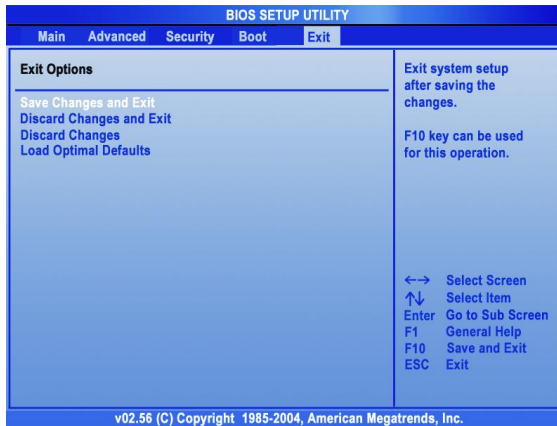 BIOS SETUP UTILITY
Main Advanced Security Boot Exit
Exit Options
Save Changes and Exit
Discard Changes and Exit
Discard Changes
Load Optimal Defaults
Exit system setup
after saving the
changes.
F10 key can be used
for this operation.
←→ Select Screen
↑↓ Select Item
Enter Go to Sub Screen
F1 General Help
F10 Save and Exit
ESC Exit
v02.56 (C) Copyright 1985-2004, American Megatrends, Inc.